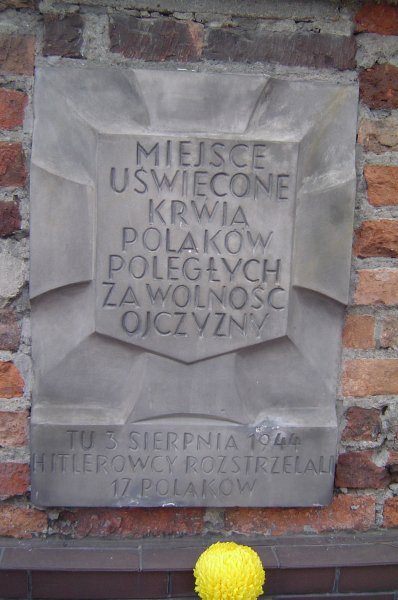 MIEJSCE
UŚWIĘCONE
KRWIĄ
POLAKÓW
POLEGŁYCH
ZA WOLNOŚĆ
OJCZYZNY
TU 3 SIERPNIA 1944
HITLEROWCY ROZSTRZELALI
17 POLAKÓW